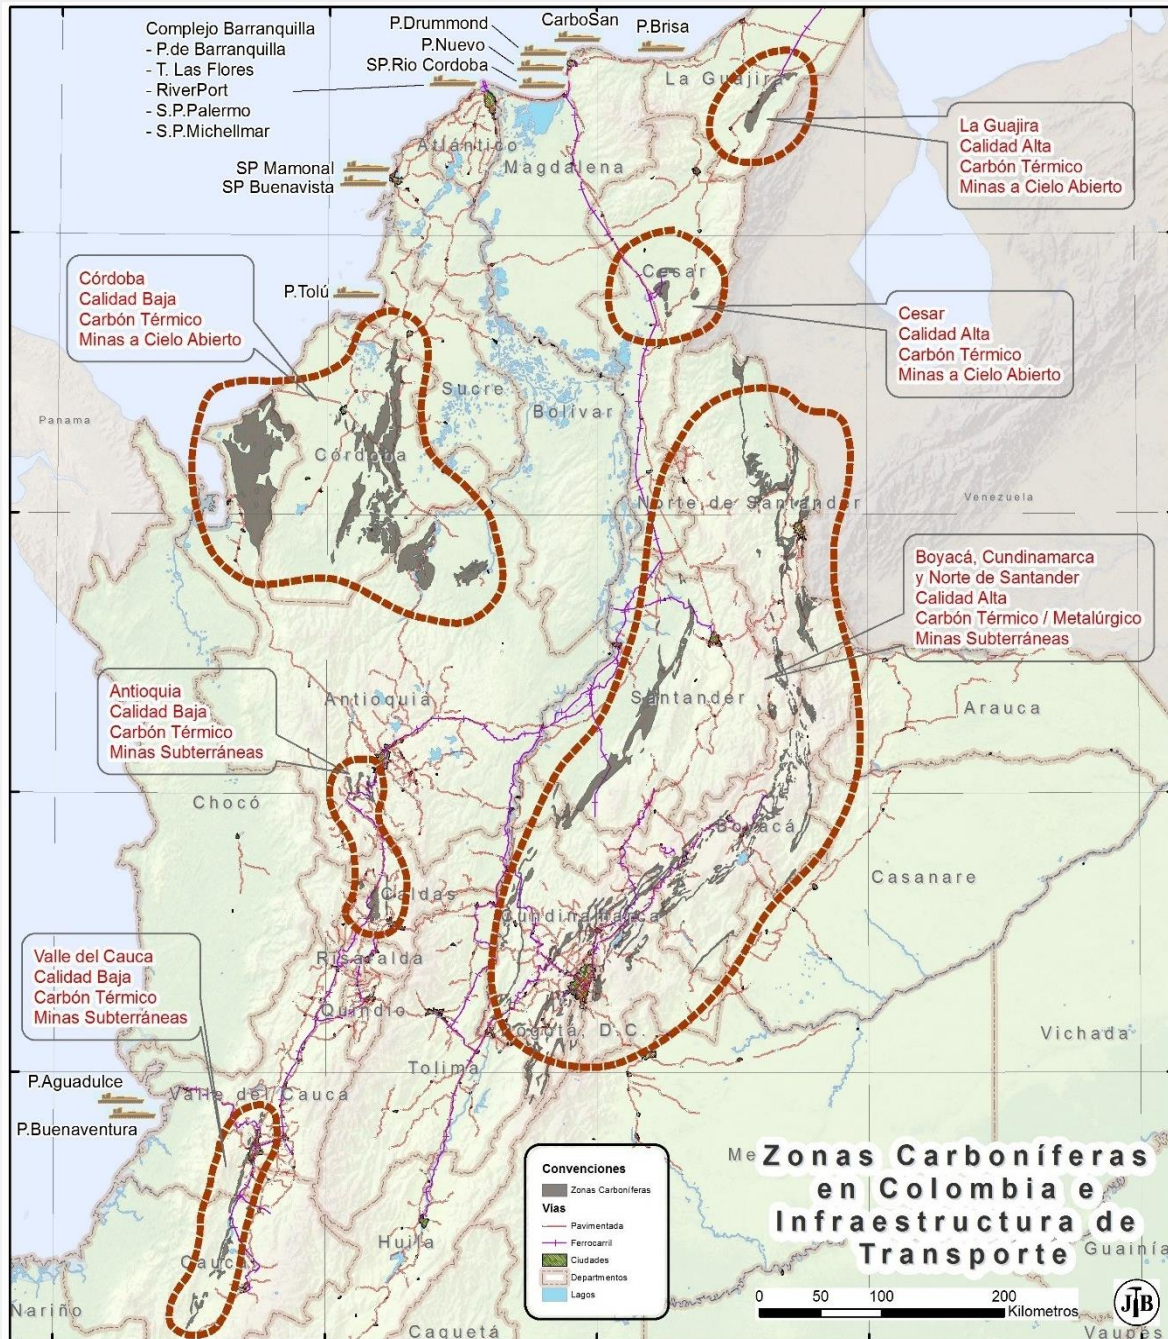 Complejo Barranquilla
- P.de Barranquilla
- T. Las Flores
- RiverPort
- S.P.Palermo
- S.P.Michellmar
P.Drummond
P.Nuevo
SP.Rio Cordoba
CarboSan
P.Brisa
La Guajira
Atlántico
Magdalena
SP Mamonal
SP Buenavista
La Guajira
Calidad Alta
Carbón Térmico
Minas a Cielo Abierto
Córdoba
Calidad Baja
Carbón Térmico
Minas a Cielo Abierto
P.Tolú
Cesar
Cesar
Calidad Alta
Carbón Térmico
Minas a Cielo Abierto
Panama
Sucre
Bolívar
Córdoba
Norte de Santander
Venezuela
Boyacá, Cundinamarca
y Norte de Santander
Calidad Alta
Carbón Térmico / Metalúrgico
Minas Subterráneas
Antioquia
Calidad Baja
Carbón Térmico
Minas Subterráneas
Antioquia
Santander
Arauca
Chocó
Boyacá
Casanare
Caldas
Cundinamarca
Valle del Cauca
Calidad Baja
Carbón Térmico
Minas Subterráneas
Risaralda
Quindio
Bogotá, D.C.
Vichada
Tolima
P.Aguadulce
P.Buenaventura
Valle del Cauca
Convenciones
Zonas Carboníferas
Vías
Pavimentada
Ferrocarril
Ciudades
Departmentos
Lagos
Me
Zonas Carboníferas
en Colombia e
Infraestructura de
Transporte
Huila
Cauca
Guainía
Nariño
Caquetá
Vaupés
0 50 100 200
Kilometros
JTB